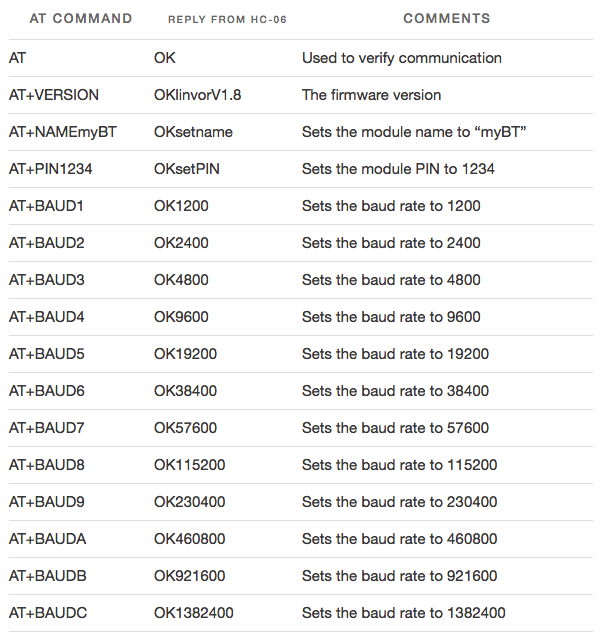 AT COMMAND REPLY FROM HC-06 COMMENTS
AT OK Used to verify communication
AT+VERSION OKlinvorV1.8 The firmware version
AT+NAMEmyBT OKsetname Sets the module name to “myBT”
AT+PIN1234 OKsetPIN Sets the module PIN to 1234
AT+BAUD1 OK1200 Sets the baud rate to 1200
AT+BAUD2 OK2400 Sets the baud rate to 2400
AT+BAUD3 OK4800 Sets the baud rate to 4800
AT+BAUD4 OK9600 Sets the baud rate to 9600
AT+BAUD5 OK19200 Sets the baud rate to 19200
AT+BAUD6 OK38400 Sets the baud rate to 38400
AT+BAUD7 OK57600 Sets the baud rate to 57600
AT+BAUD8 OK115200 Sets the baud rate to 115200
AT+BAUD9 OK230400 Sets the baud rate to 230400
AT+BAUDA OK460800 Sets the baud rate to 460800
AT+BAUDB OK921600 Sets the baud rate to 921600
AT+BAUDC OK1382400 Sets the baud rate to 1382400